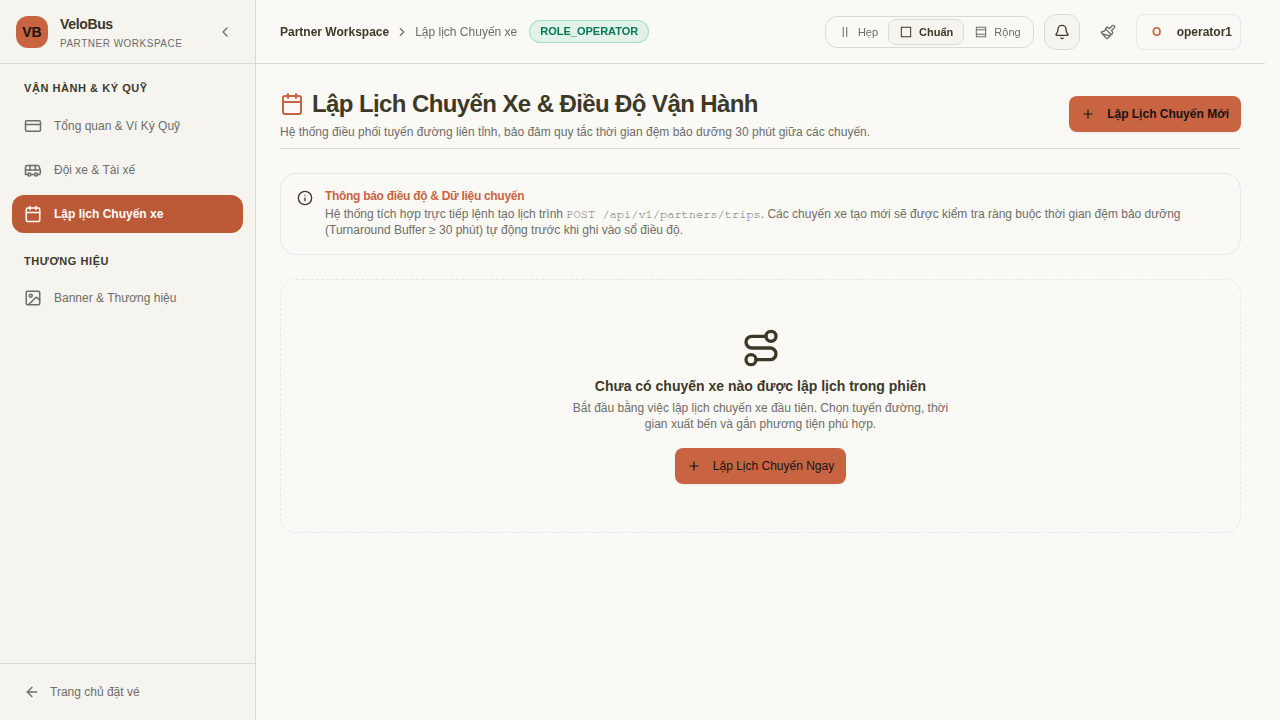 VB
VeloBus
PARTNER WORKSPACE
VẬN HÀNH & KÝ QUỸ
Tổng quan & Ví Ký Quỹ
Đội xe & Tài xế
Lập lịch Chuyến xe
THƯƠNG HIỆU
Banner & Thương hiệu
Trang chủ đặt vé
Partner Workspace
Lập lịch Chuyến xe
ROLE_OPERATOR
Hẹp
Chuẩn
Rộng
O
operator1
Lập Lịch Chuyến Xe & Điều Độ Vận Hành
Hệ thống điều phối tuyến đường liên tỉnh, bảo đảm quy tắc thời gian đệm bảo dưỡng 30 phút giữa các chuyến.
Lập Lịch Chuyến Mới
Thông báo điều độ & Dữ liệu chuyến
Hệ thống tích hợp trực tiếp lệnh tạo lịch trình POST /api/v1/partners/trips. Các chuyến xe tạo mới sẽ được kiểm tra ràng buộc thời gian đệm bảo dưỡng
(Turnaround Buffer ≥ 30 phút) tự động trước khi ghi vào sổ điều độ.
Chưa có chuyến xe nào được lập lịch trong phiên
Bắt đầu bằng việc lập lịch chuyến xe đầu tiên. Chọn tuyến đường, thời
gian xuất bến và gắn phương tiện phù hợp.
Lập Lịch Chuyến Ngay